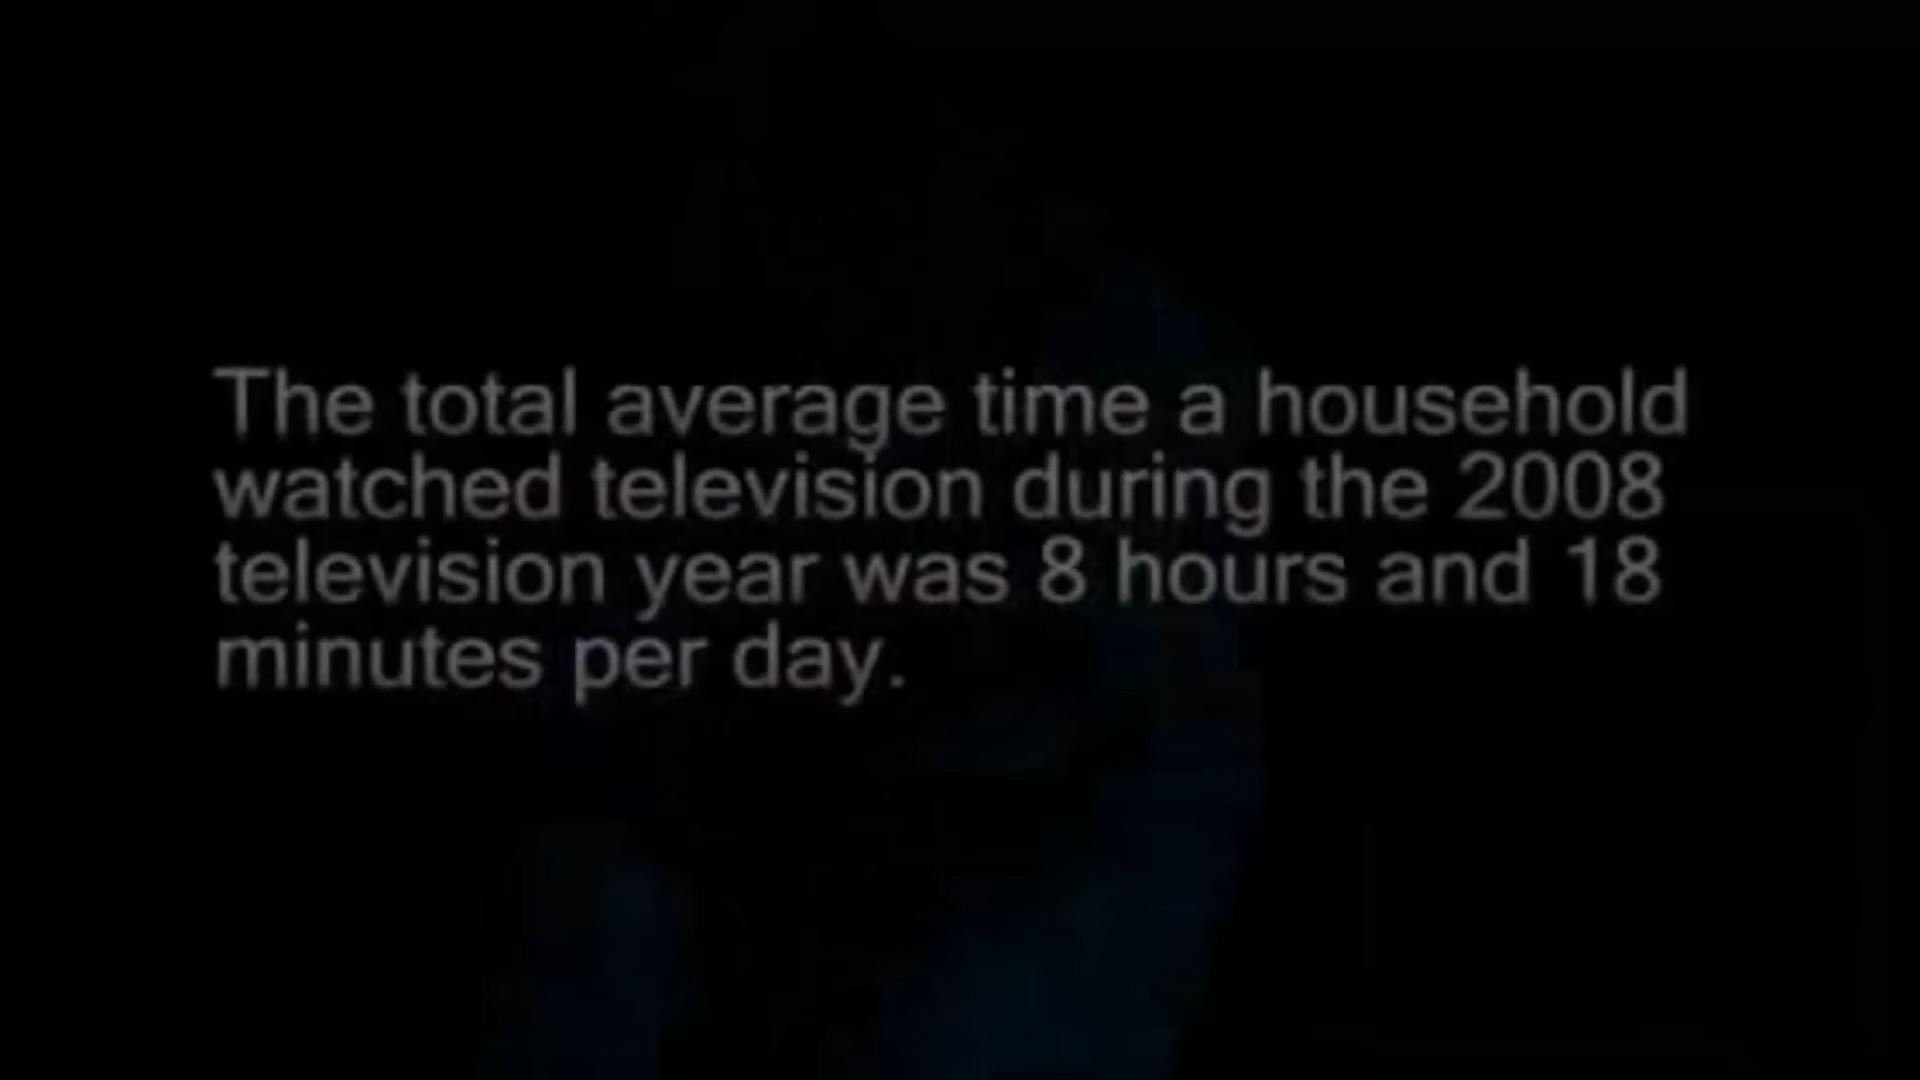 The total average time a household
watched television during the 2008
television year was 8 hours and 18
minutes per day.